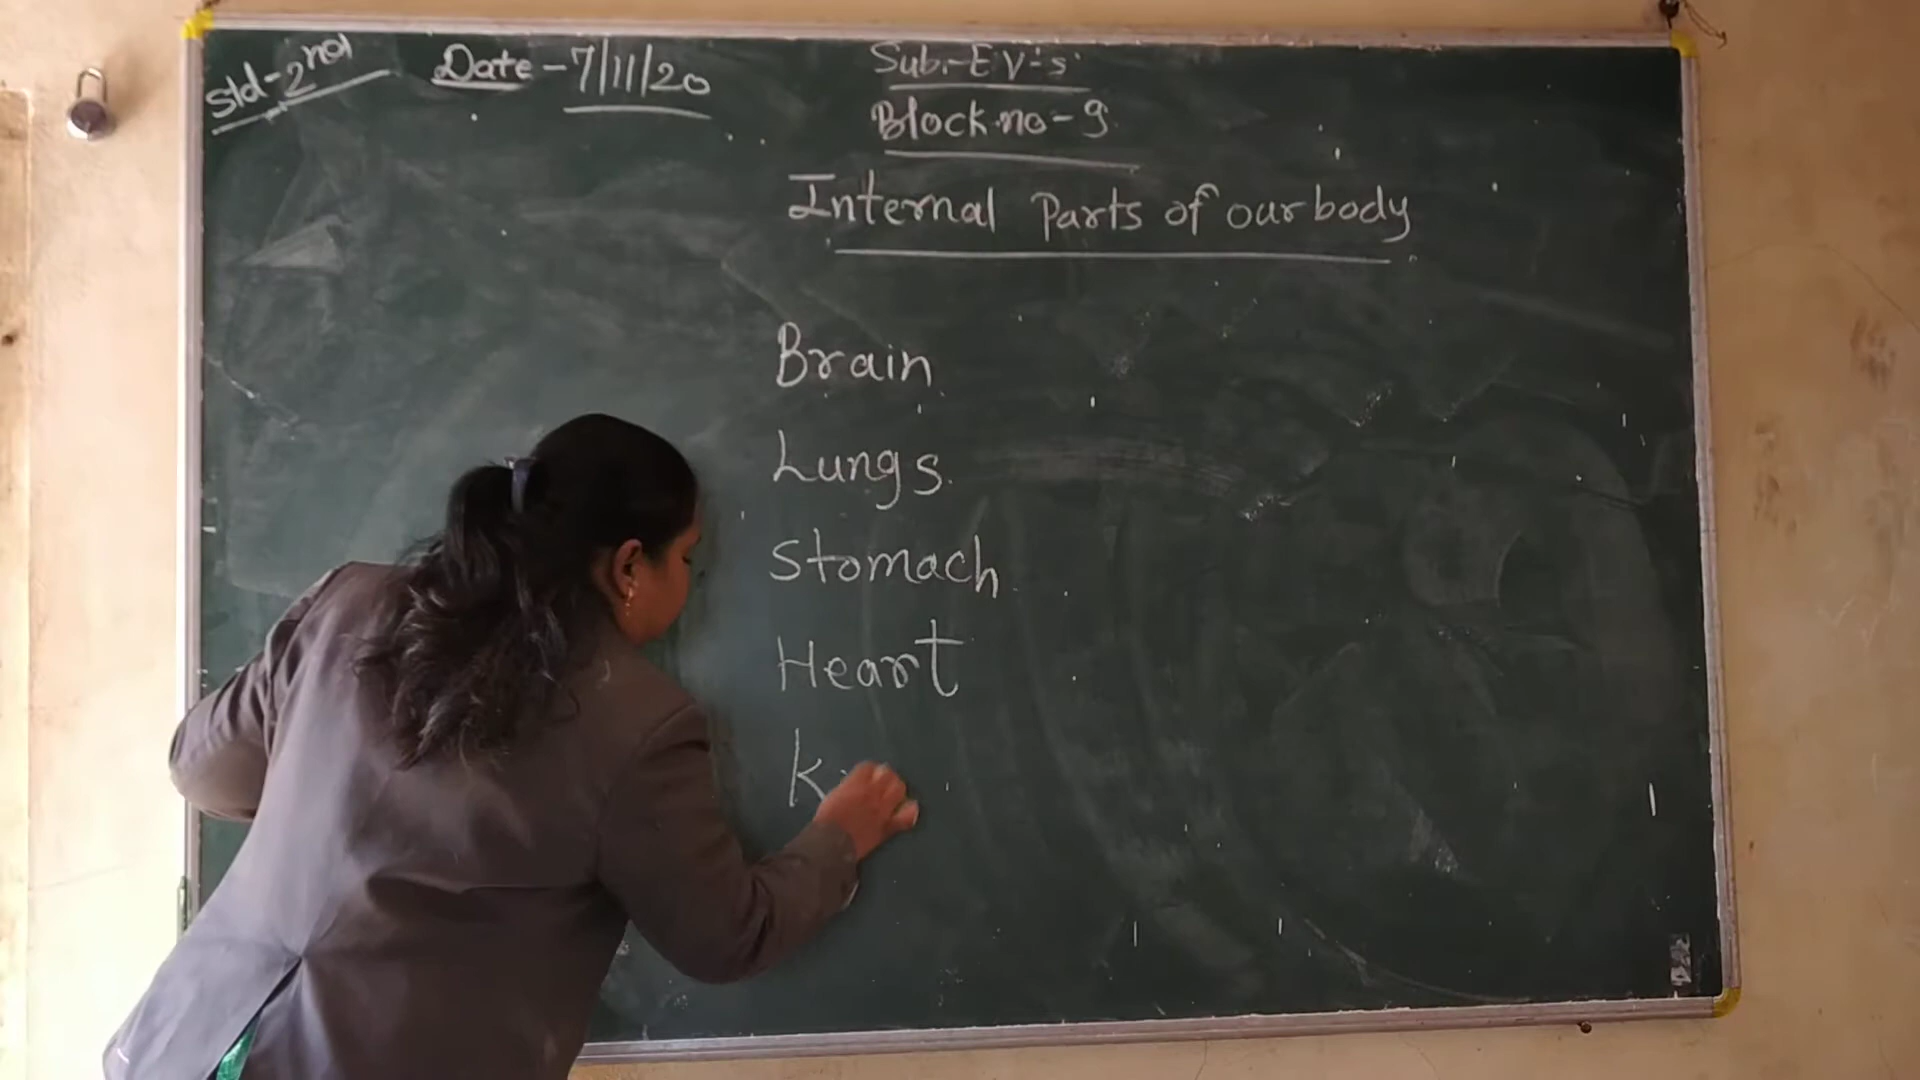 Std-2nd Date-7/11/20 Sub.-EV's
Block.no-9
Internal Parts of our body
Brain
Lungs
Stomach
Heart
K